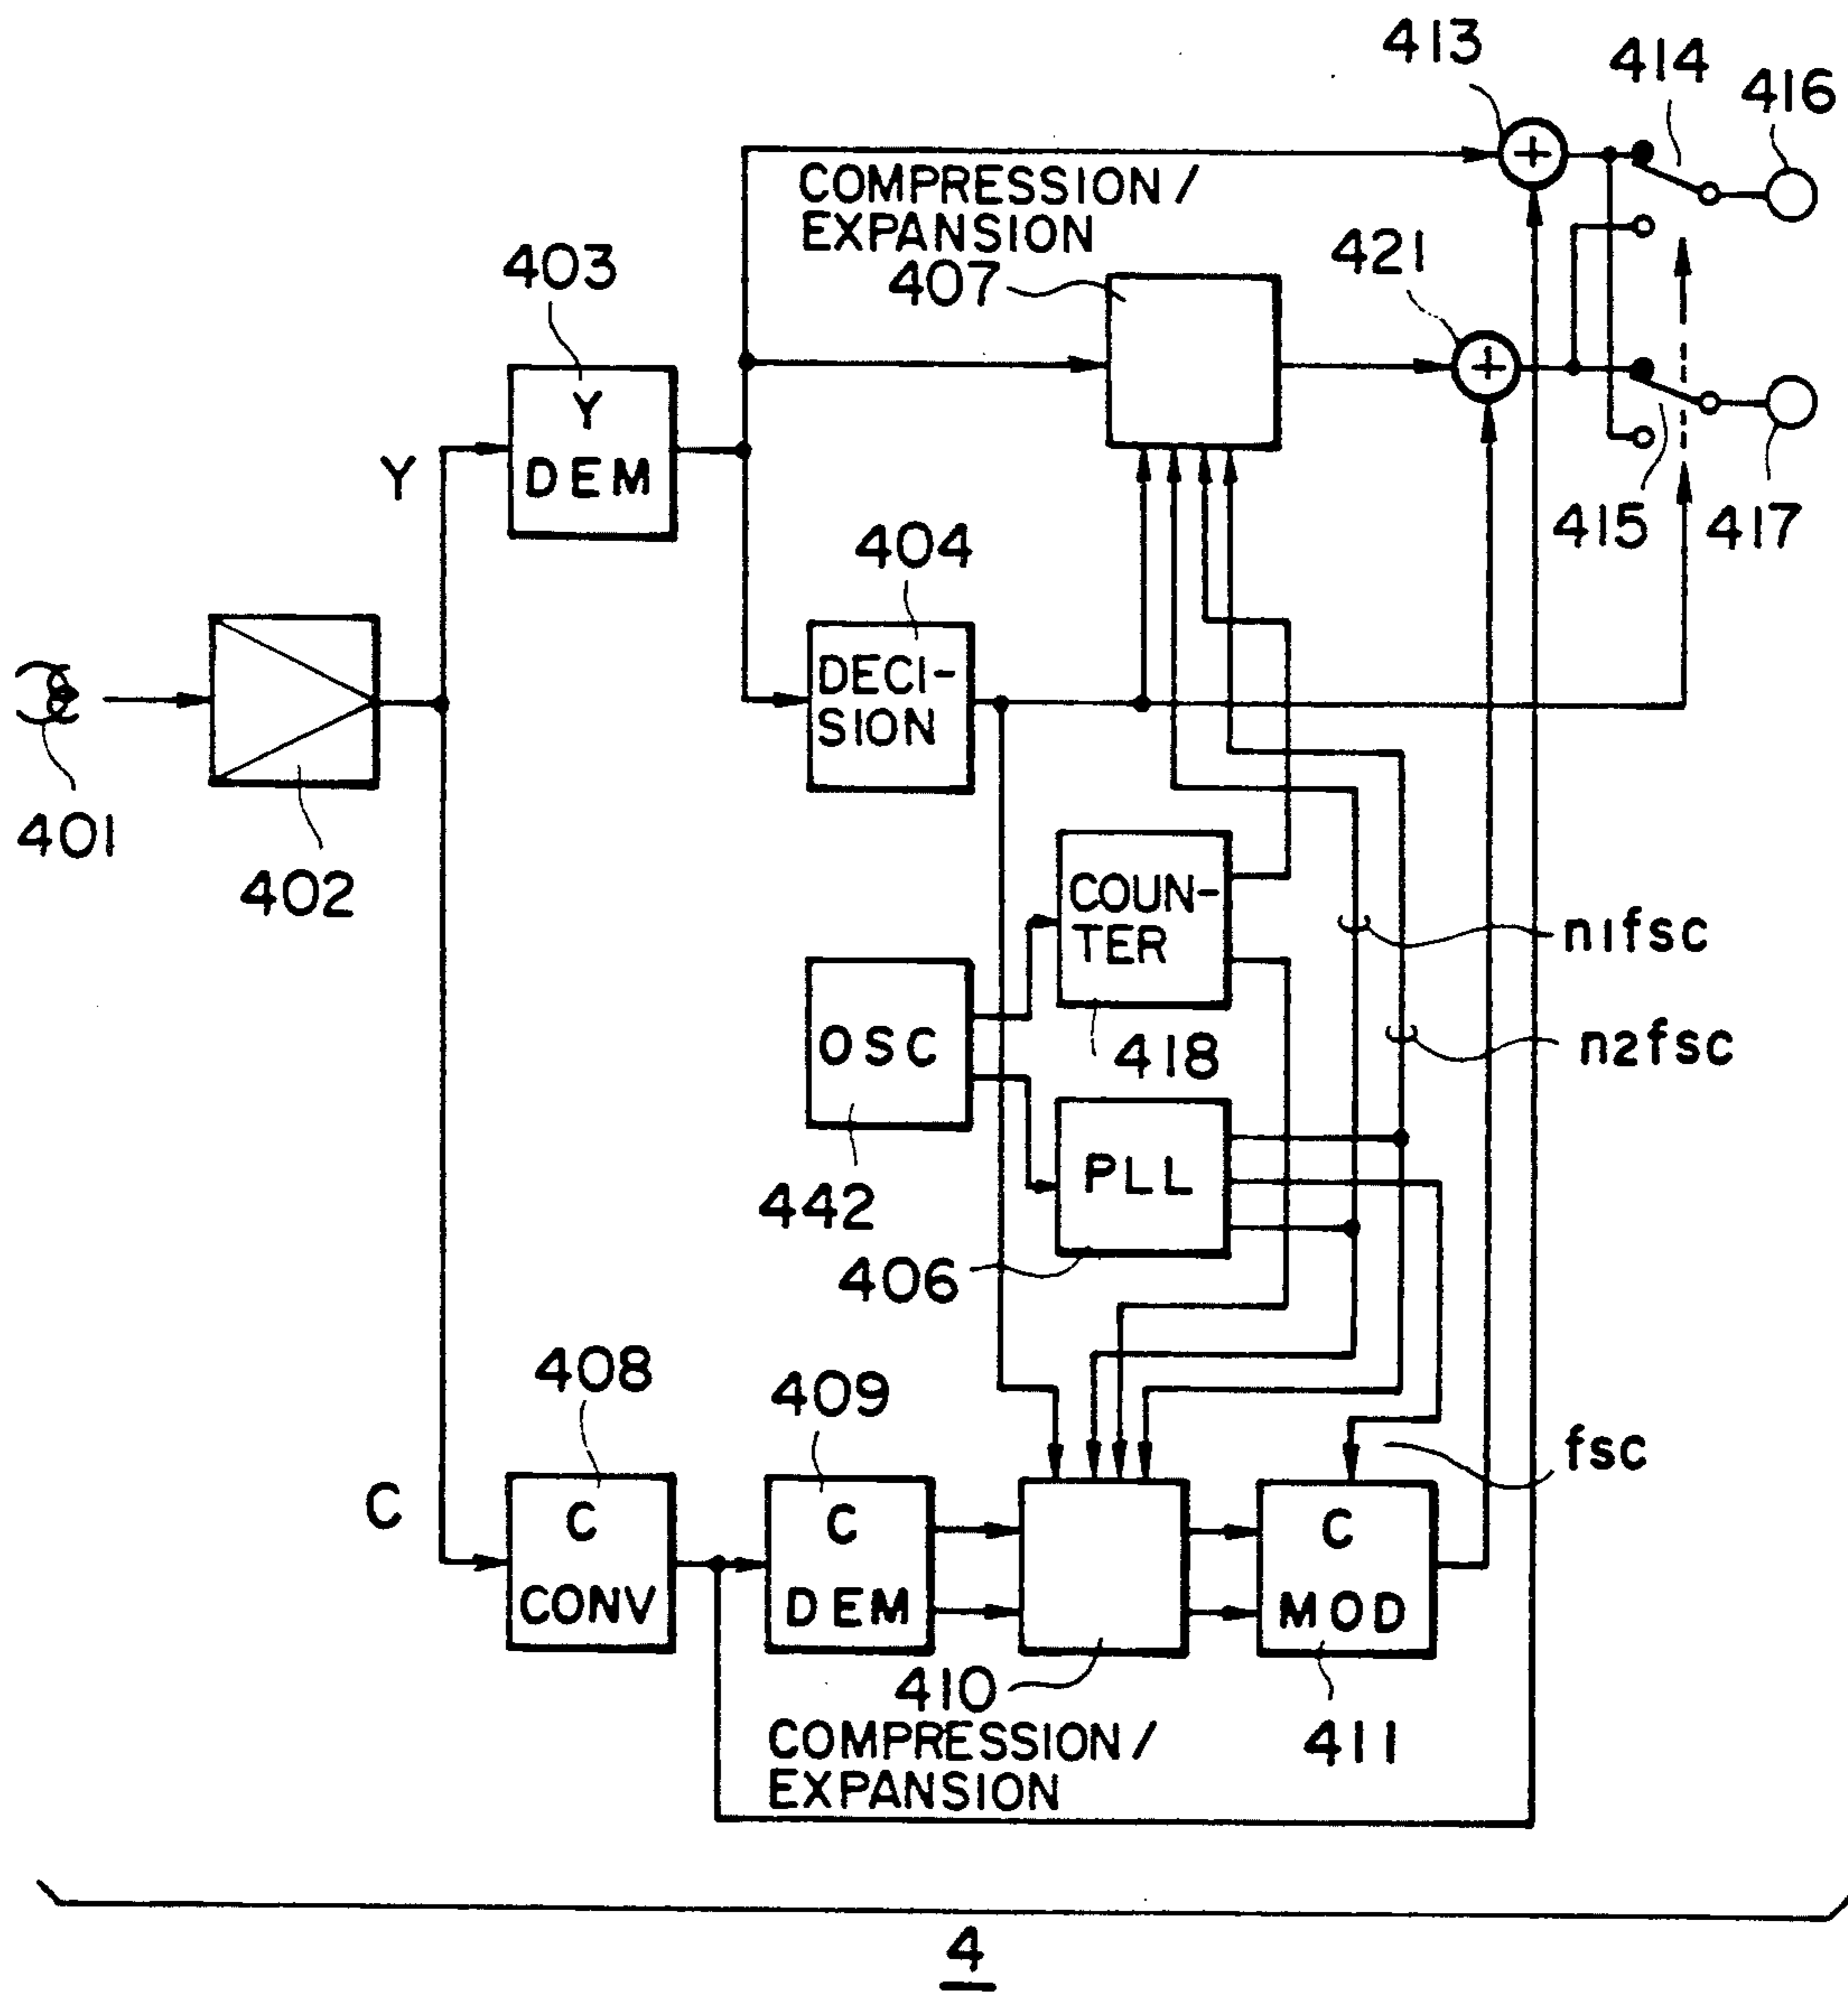 413
414
416
COMPRESSION/
EXPANSION
407
421
403
Y
DEM
Y
415
417
404
DECI-
SION
401
402
COUN-
TER
418
n1fsc
OSC
442
n2fsc
PLL
406
408
409
fsc
C
C
CONV
C
DEM
C
MOD
410
COMPRESSION/
EXPANSION
411
4